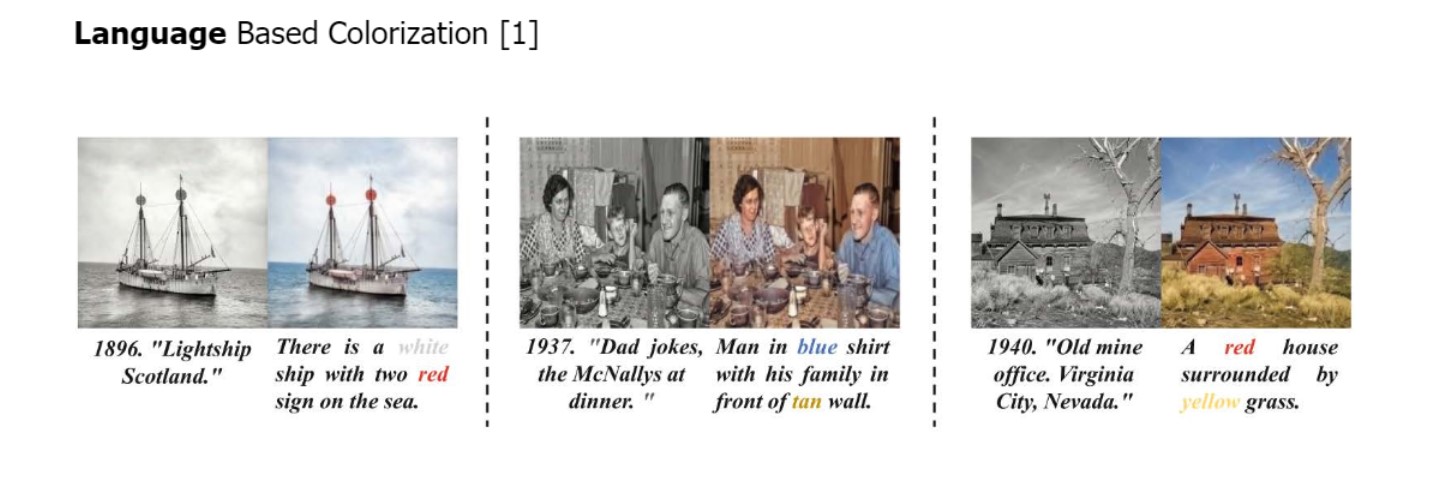 Language Based Colorization [1]
1896. "Lightship
Scotland."
There is a white
ship with two red
sign on the sea.
1937. "Dad jokes,
the McNallys at
dinner. "
Man in blue shirt
with his family in
front of tan wall.
1940. "Old mine
office. Virginia
City, Nevada."
A red house
surrounded by
yellow grass.